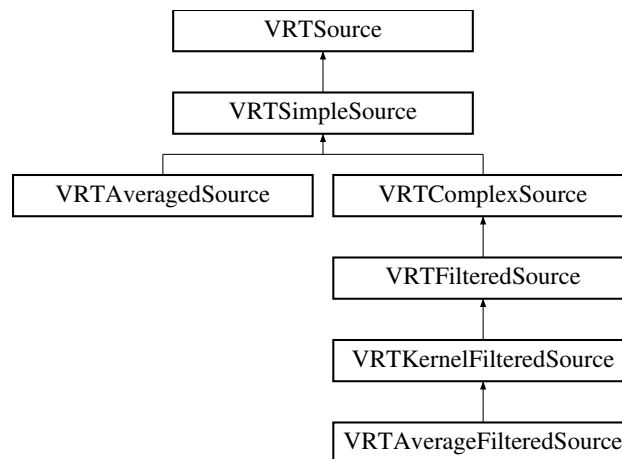 VRTSource
VRTSimpleSource
VRTAveragedSource
VRTComplexSource
VRTFilteredSource
VRTKernelFilteredSource
VRTAverageFilteredSource